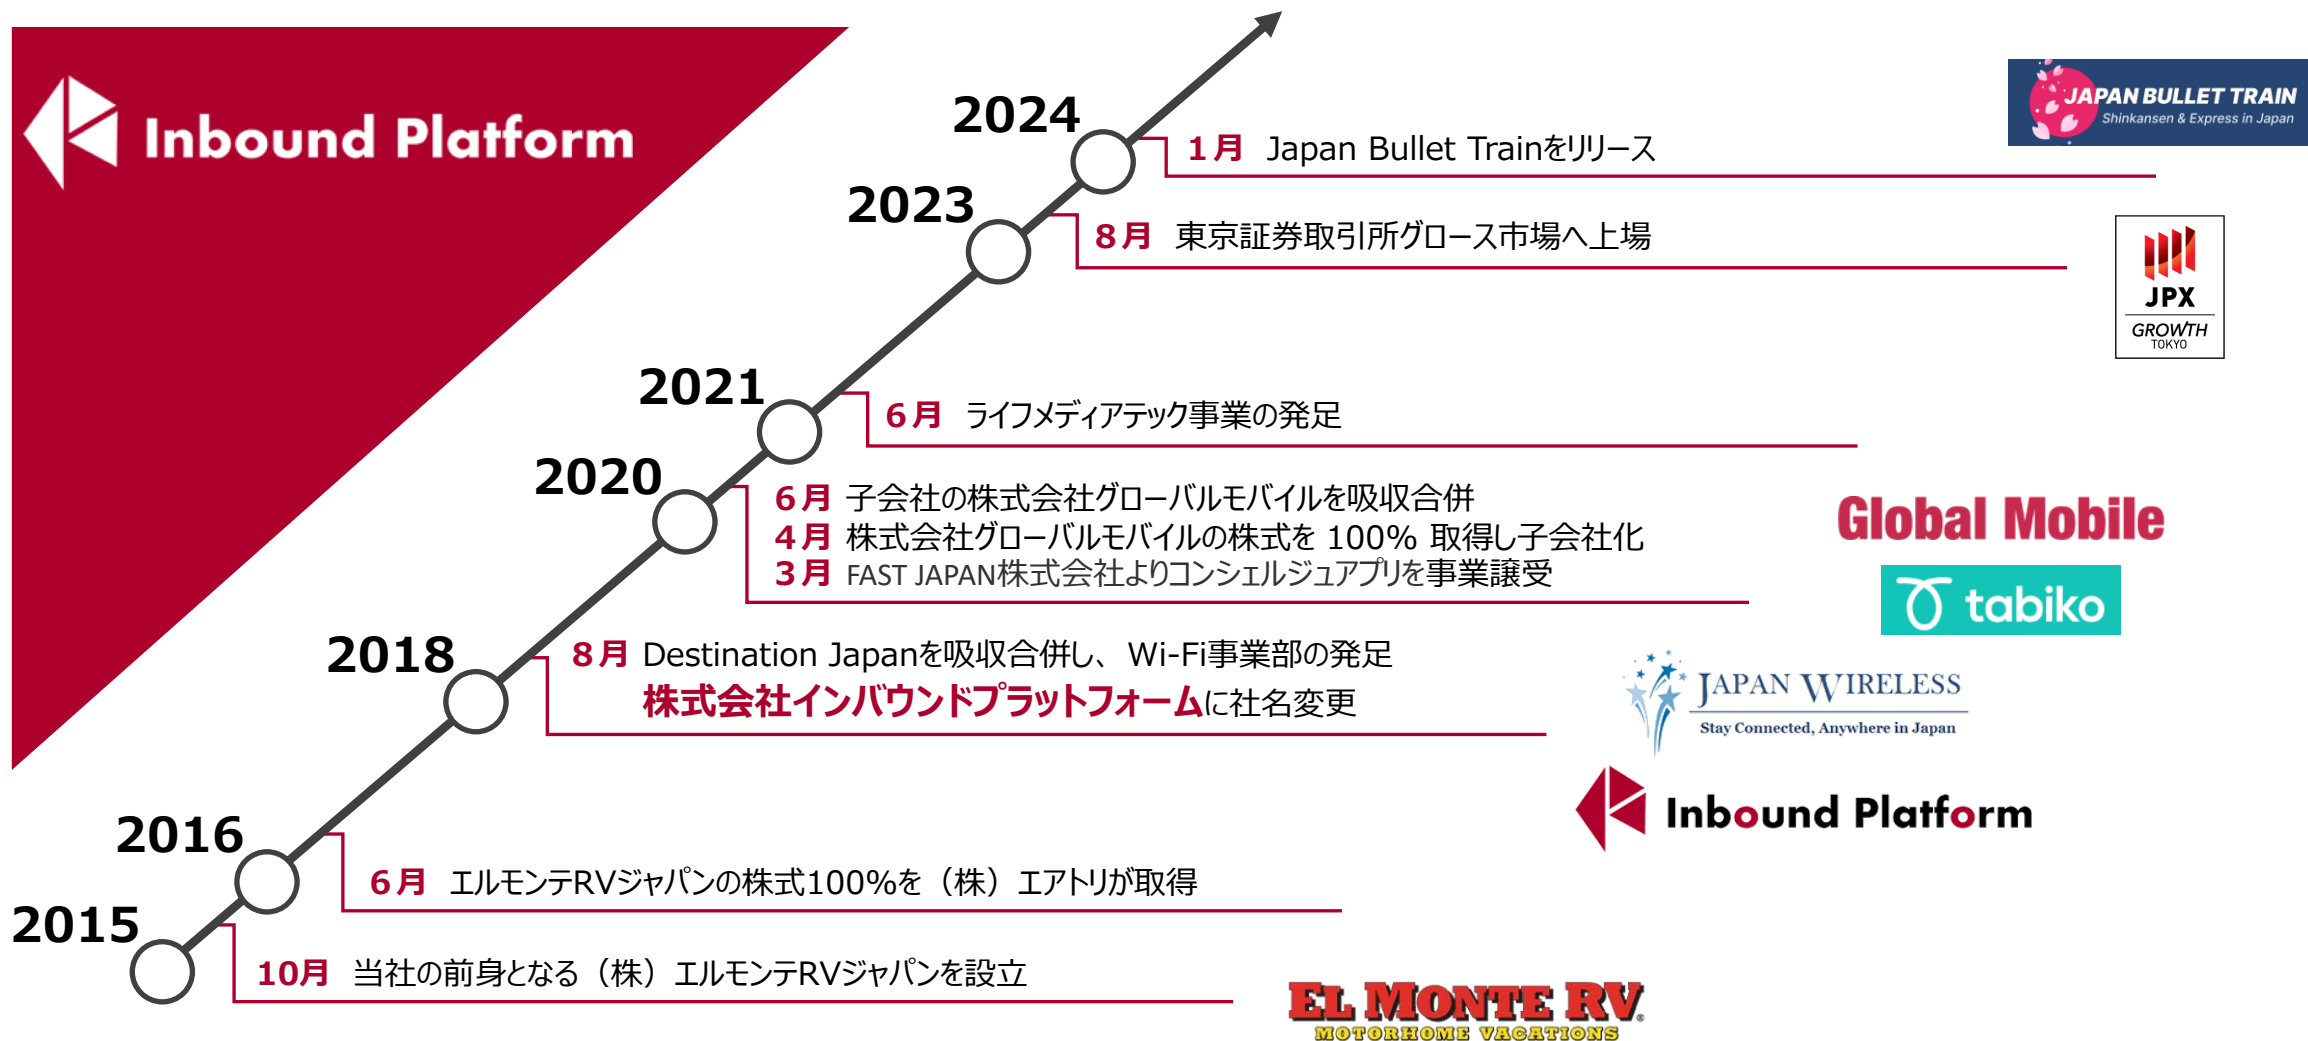 Inbound Platform
2024
1月 Japan Bullet Trainをリリース
JAPAN BULLET TRAIN
Shinkansen & Express in Japan
2023
8月 東京証券取引所グロース市場へ上場
JPX
GROWTH
TOKYO
2021
6月 ライフメディアテック事業の発足
2020
6月 子会社の株式会社グローバルモバイルを吸収合併
4月 株式会社グローバルモバイルの株式を 100% 取得し子会社化
3月 FAST JAPAN株式会社よりコンシェルジュアプリを事業譲受
Global Mobile
tabiko
2018
8月 Destination Japanを吸収合併し、Wi-Fi事業部の発足
株式会社インバウンドプラットフォームに社名変更
JAPAN WIRELESS
Stay Connected, Anywhere in Japan
Inbound Platform
2016
6月 エルモンテRVジャパンの株式100%を（株）エアトリが取得
2015
10月 当社の前身となる（株）エルモンテRVジャパンを設立
EL MONTE RV®
MOTORHOME VACATIONS